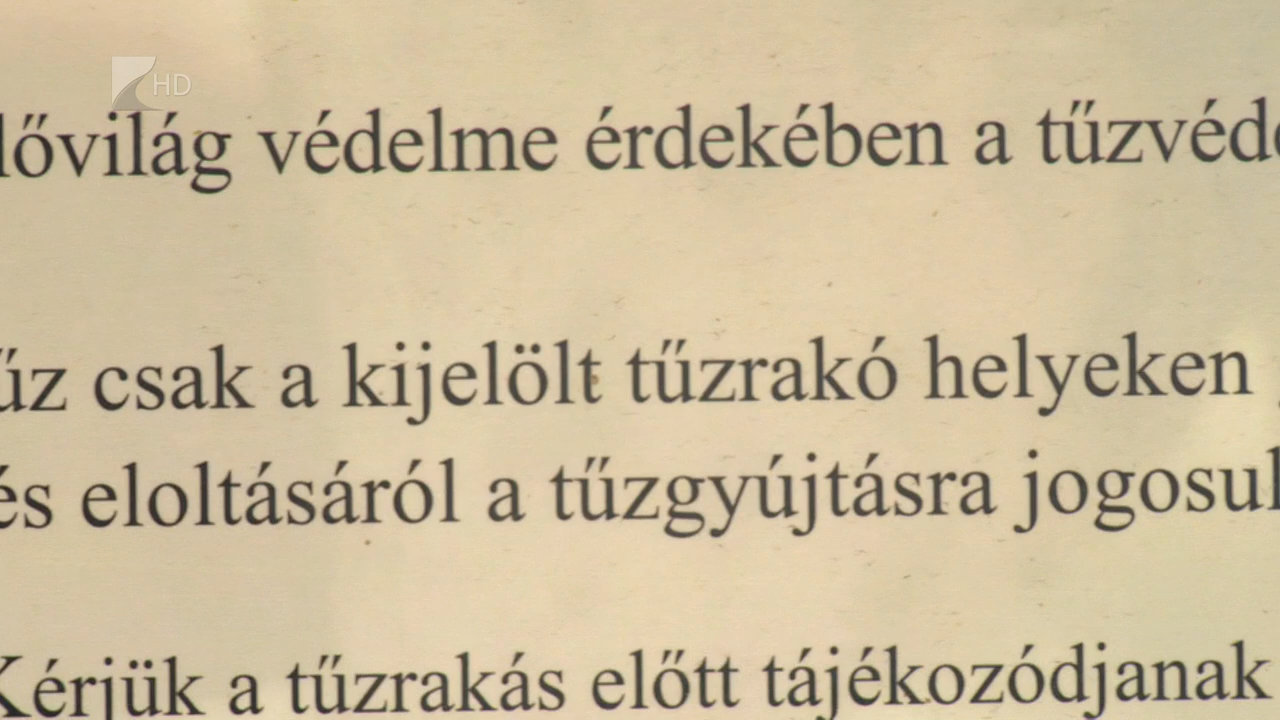 HD
lővilág védelme érdekében a tűzvéde
űz csak a kijelölt tűzrakó helyeken
és eloltásáról a tűzgyújtásra jogosul
Kérjük a tűzrakás előtt tájékozódjanak